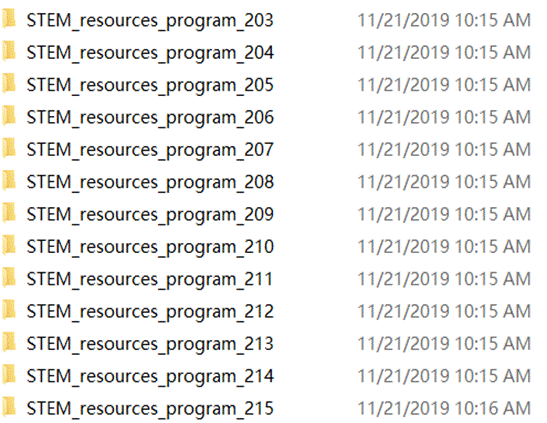 STEM_resources_program_203 11/21/2019 10:15 AM
STEM_resources_program_204 11/21/2019 10:15 AM
STEM_resources_program_205 11/21/2019 10:15 AM
STEM_resources_program_206 11/21/2019 10:15 AM
STEM_resources_program_207 11/21/2019 10:15 AM
STEM_resources_program_208 11/21/2019 10:15 AM
STEM_resources_program_209 11/21/2019 10:15 AM
STEM_resources_program_210 11/21/2019 10:15 AM
STEM_resources_program_211 11/21/2019 10:15 AM
STEM_resources_program_212 11/21/2019 10:15 AM
STEM_resources_program_213 11/21/2019 10:15 AM
STEM_resources_program_214 11/21/2019 10:15 AM
STEM_resources_program_215 11/21/2019 10:16 AM